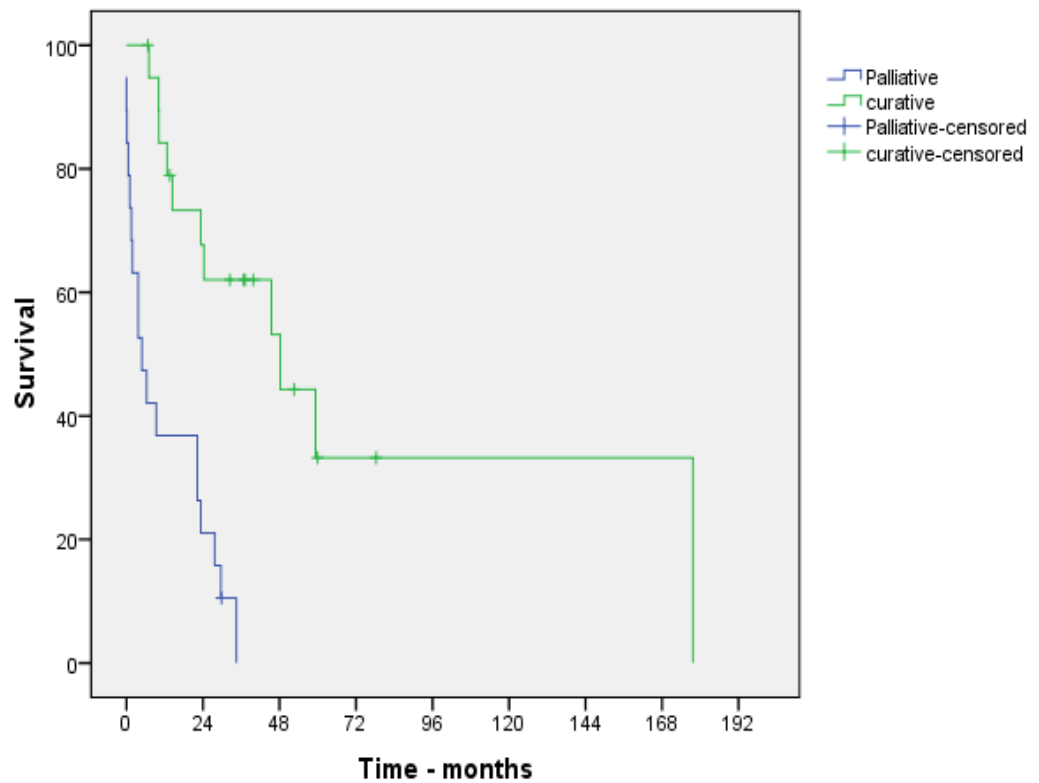 Survival
100
80
60
40
20
0
0 24 48 72 96 120 144 168 192
Time - months
Palliative
curative
Palliative-censored
curative-censored